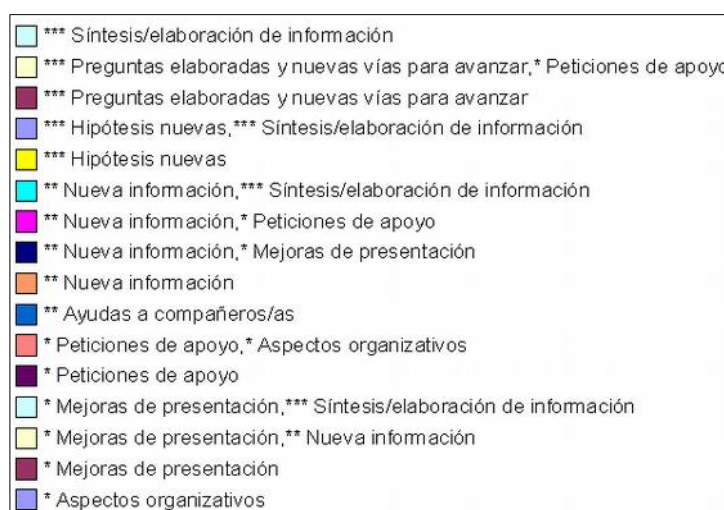 *** Síntesis/elaboración de información
*** Preguntas elaboradas y nuevas vías para avanzar,* Peticiones de apoyo
*** Preguntas elaboradas y nuevas vías para avanzar
*** Hipótesis nuevas,*** Síntesis/elaboración de información
*** Hipótesis nuevas
** Nueva información,*** Síntesis/elaboración de información
** Nueva información,* Peticiones de apoyo
** Nueva información,* Mejoras de presentación
** Nueva información
** Ayudas a compañeros/as
* Peticiones de apoyo,* Aspectos organizativos
* Peticiones de apoyo
* Mejoras de presentación,*** Síntesis/elaboración de información
* Mejoras de presentación,** Nueva información
* Mejoras de presentación
* Aspectos organizativos